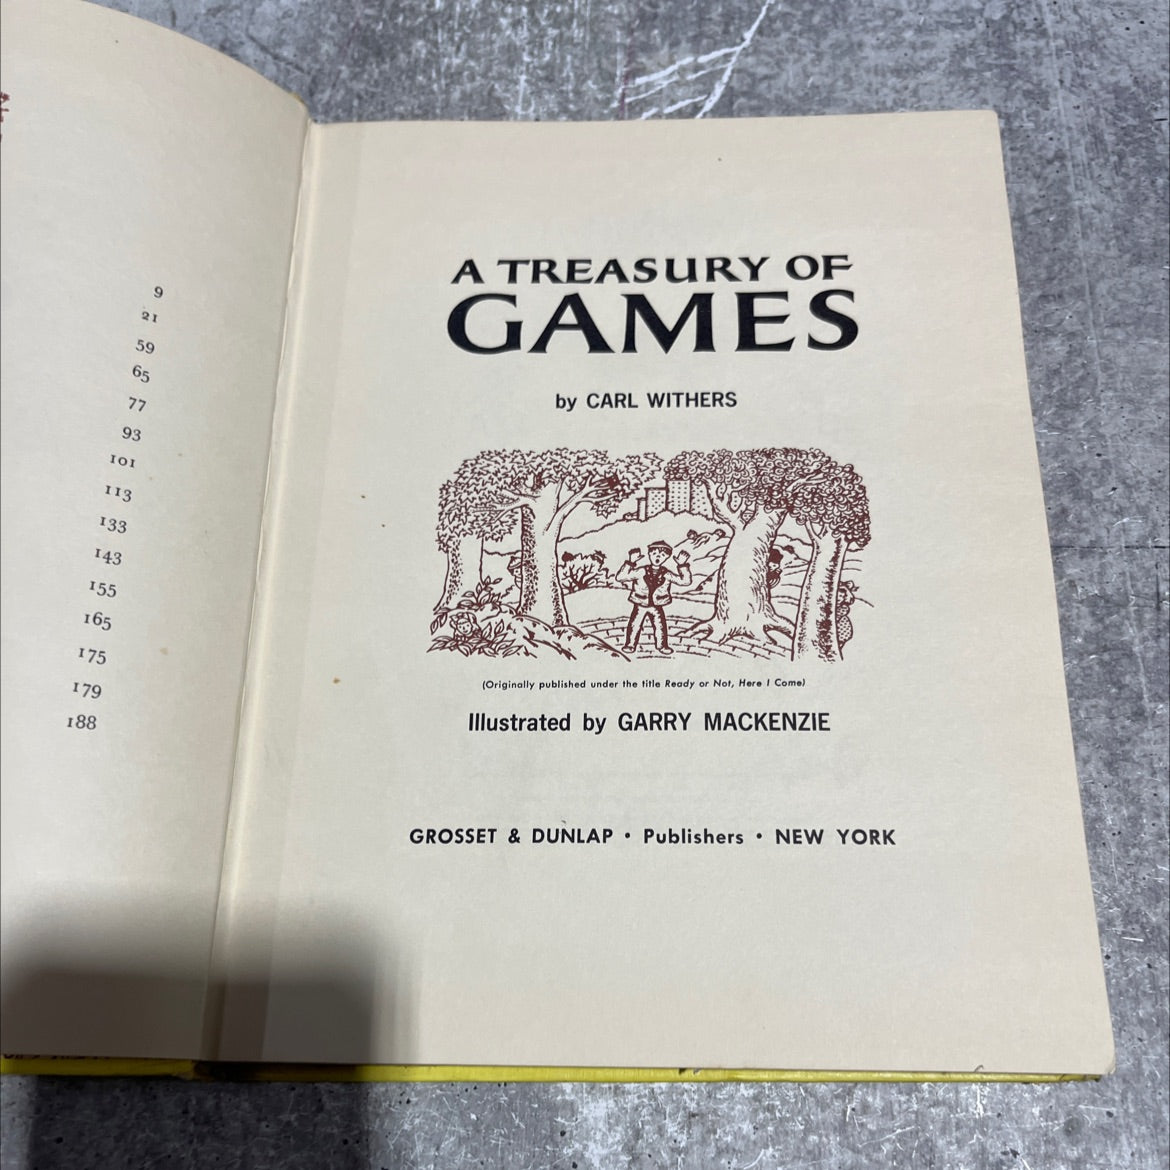 9
21
59
65
77
93
101
113
133
143
155
165
175
179
188
A TREASURY OF
GAMES
by CARL WITHERS
(Originally published under the title Ready or Not, Here I Come)
Illustrated by GARRY MACKENZIE
GROSSET & DUNLAP • Publishers • NEW YORK